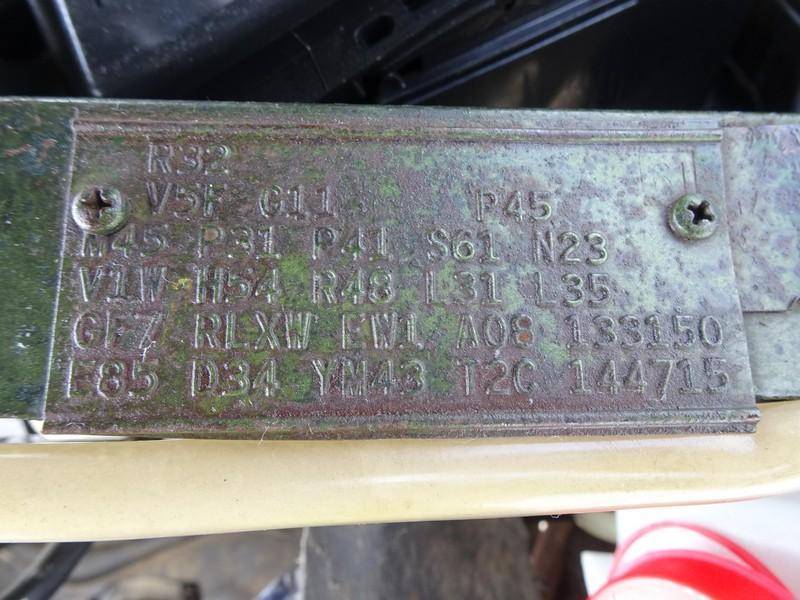 R32
V5F G11 P45
M45 P31 P41 S61 N23
V1W H54 R48 L31 L35
GF7 RLXW EW1 A08 133150
E85 D34 YM43 T2C 144715